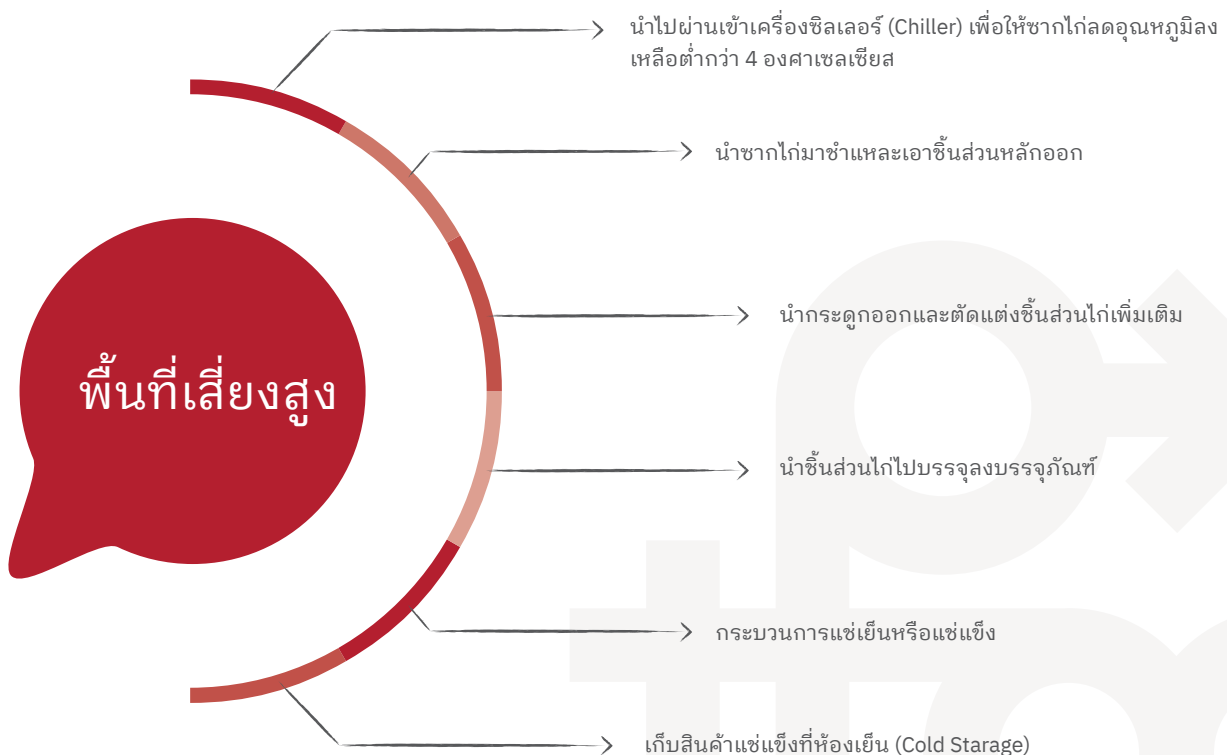 นำไปผ่านเข้าเครื่องชิลเลอร์ (Chiller) เพื่อให้ซากไก่ลดอุณหภูมิลง
เหลือต่ำกว่า 4 องศาเซลเซียส
นำซากไก่มาชำแหละเอาชิ้นส่วนหลักออก
นำกระดูกออกและตัดแต่งชิ้นส่วนไก่เพิ่มเติม
พื้นที่เสี่ยงสูง
นำชิ้นส่วนไก่ไปบรรจุลงบรรจุภัณฑ์
กระบวนการแช่เย็นหรือแช่แข็ง
เก็บสินค้าแช่แข็งที่ห้องเย็น (Cold Starage)